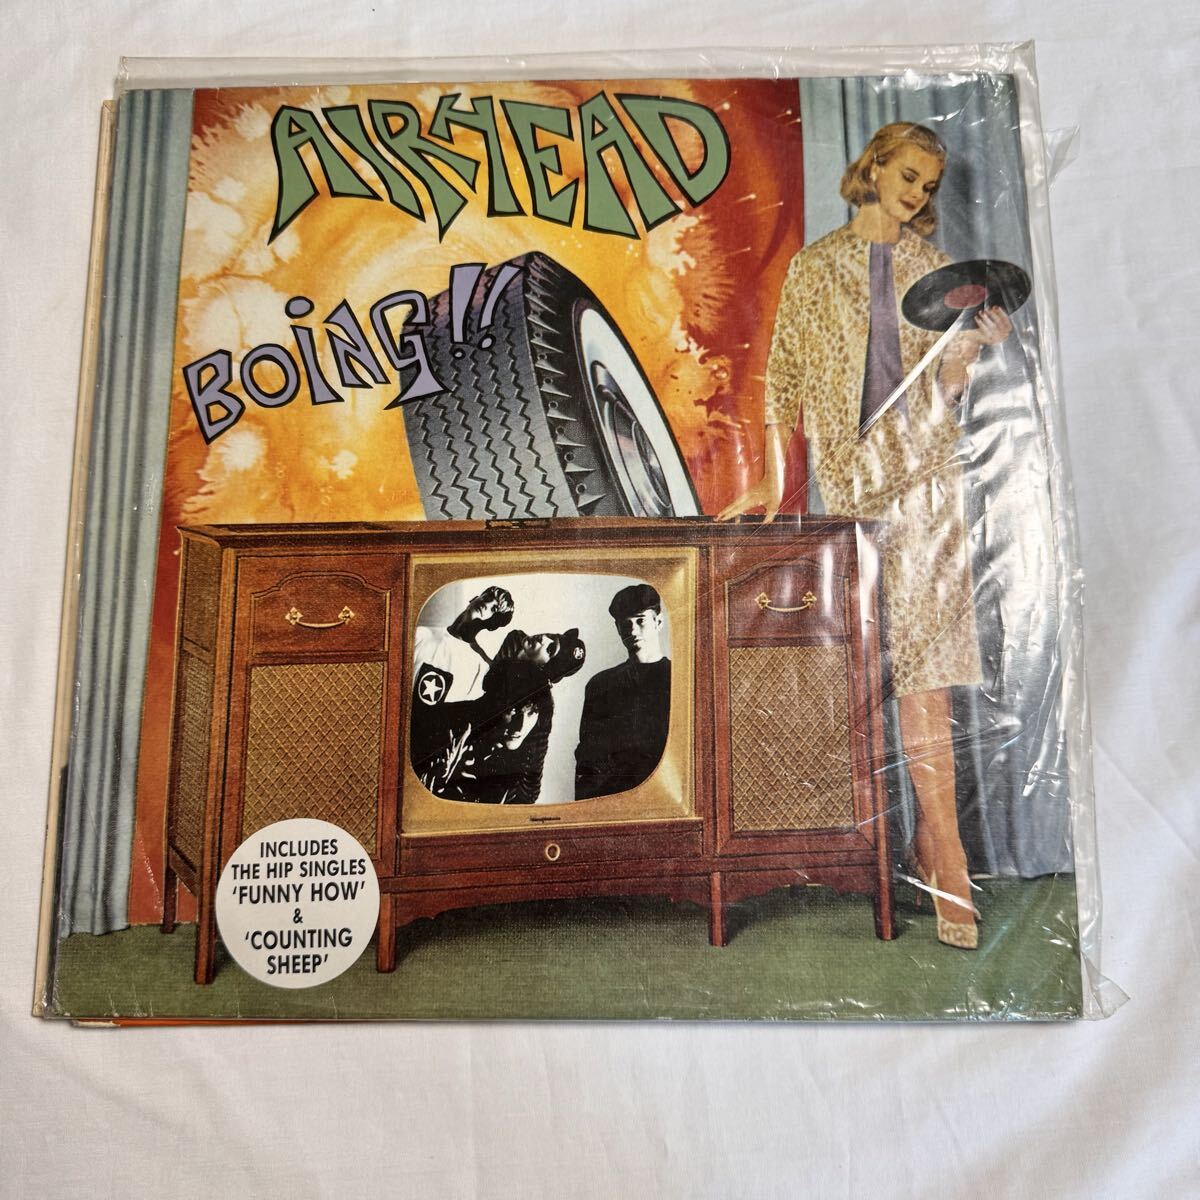 AIRHEAD
BOING!!
INCLUDES
THE HIP SINGLES
'FUNNY HOW'
&
'COUNTING
SHEEP'